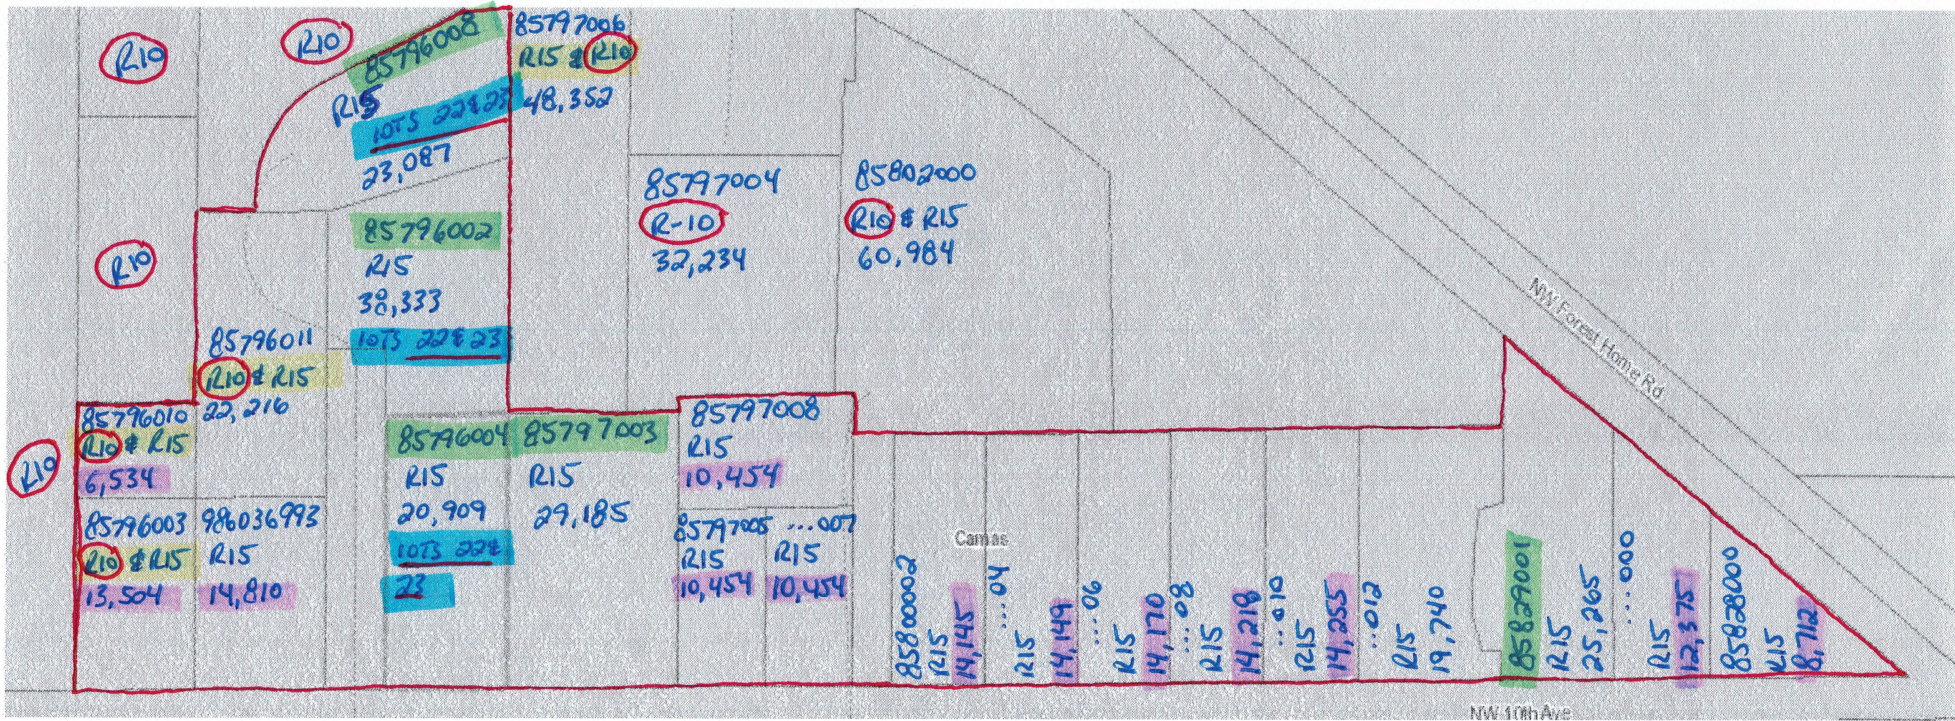 R10
R10
85796008
R15
lOTS 22&23
23,087
85797006
R15 & R10
48,352
R10
85796002
R15
38,333
lOTS 22&23
85797004
R-10
32,234
85802000
R10 & R15
60,984
NW Forest Home Rd
85796011
R10 & R15
22,216
R10
85796010
R10 & R15
6,534
85796004
R15
20,909
lOTS 22&
23
85797003
R15
29,185
85797008
R15
10,454
85796003
R10 & R15
13,504
986036993
R15
14,810
85797005
R15
10,454
...007
R15
10,454
Camas
85800002
R15
14,145
...04
R15
14,149
...06
R15
14,170
...08
R15
14,218
...010
R15
14,255
...012
R15
19,740
85829001
R15
25,265
...000
R15
12,375
85828000
R15
8,712
NW 10th Ave